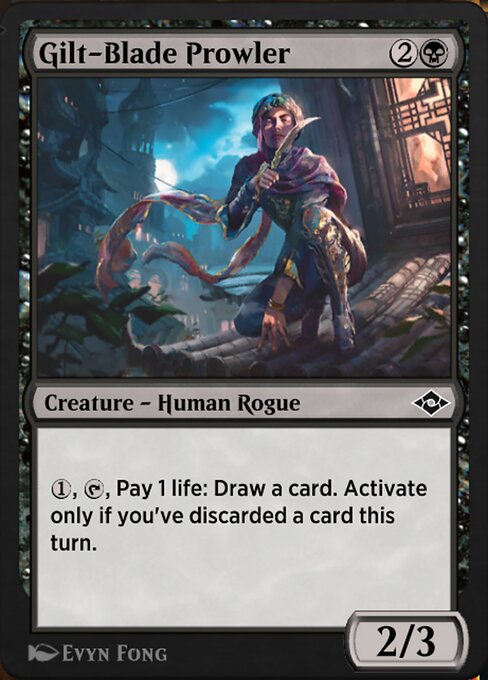 Gilt-Blade Prowler 2
Creature – Human Rogue
1, , Pay 1 life: Draw a card. Activate
only if you've discarded a card this
turn.
2/3
Evyn Fong